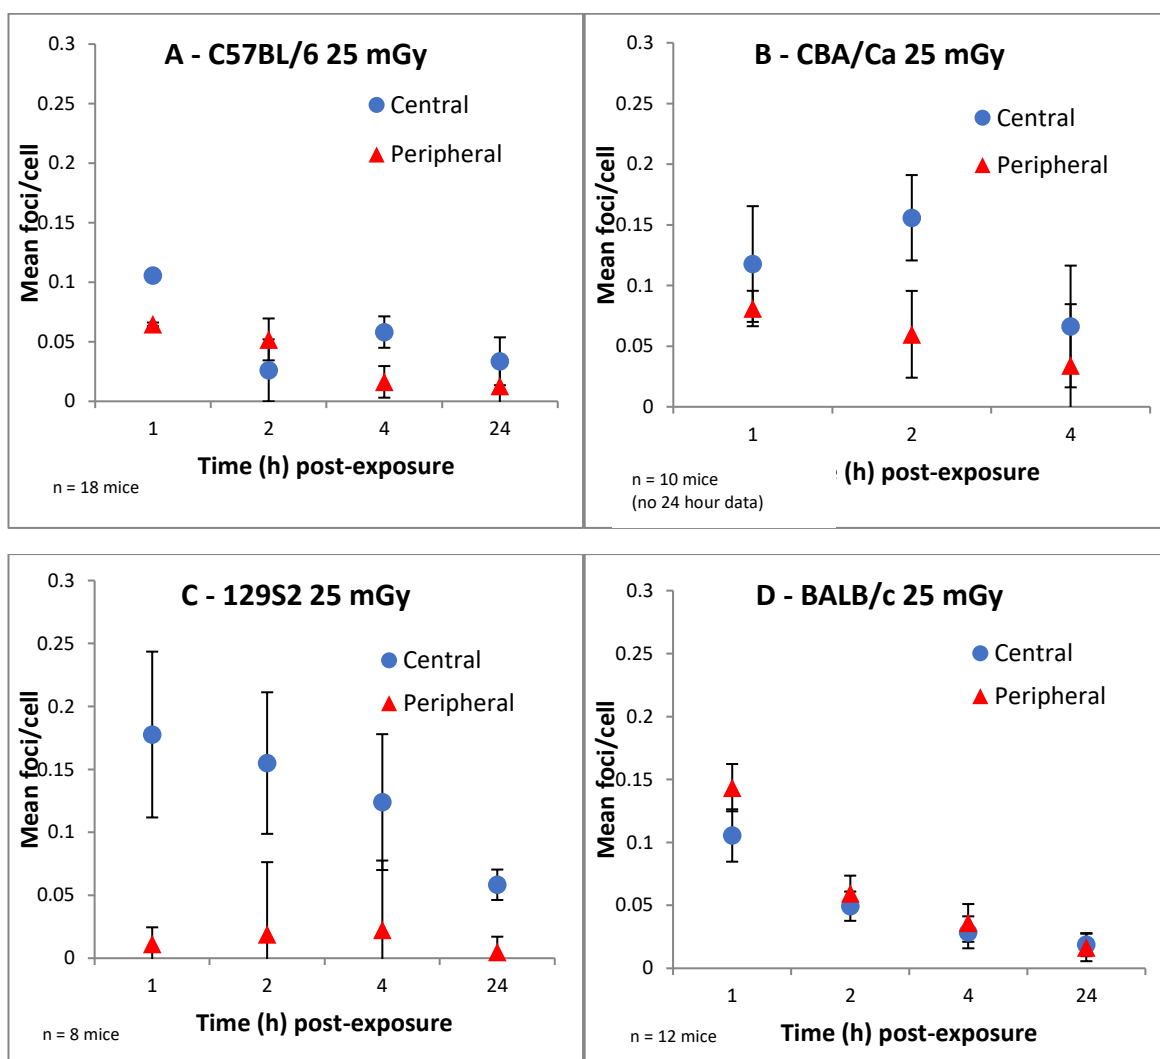 A - C57BL/6 25 mGy
Central
Peripheral
Mean foci/cell
0.3
0.25
0.2
0.15
0.1
0.05
0
1 2 4 24
Time (h) post-exposure
n = 18 mice
B - CBA/Ca 25 mGy
Central
Peripheral
Mean foci/cell
0.3
0.25
0.2
0.15
0.1
0.05
0
1 2 4
(h) post-exposure
n = 10 mice
(no 24 hour data)
C - 129S2 25 mGy
Central
Peripheral
Mean foci/cell
0.3
0.25
0.2
0.15
0.1
0.05
0
1 2 4 24
Time (h) post-exposure
n = 8 mice
D - BALB/c 25 mGy
Central
Peripheral
Mean foci/cell
0.3
0.25
0.2
0.15
0.1
0.05
0
1 2 4 24
Time (h) post-exposure
n = 12 mice